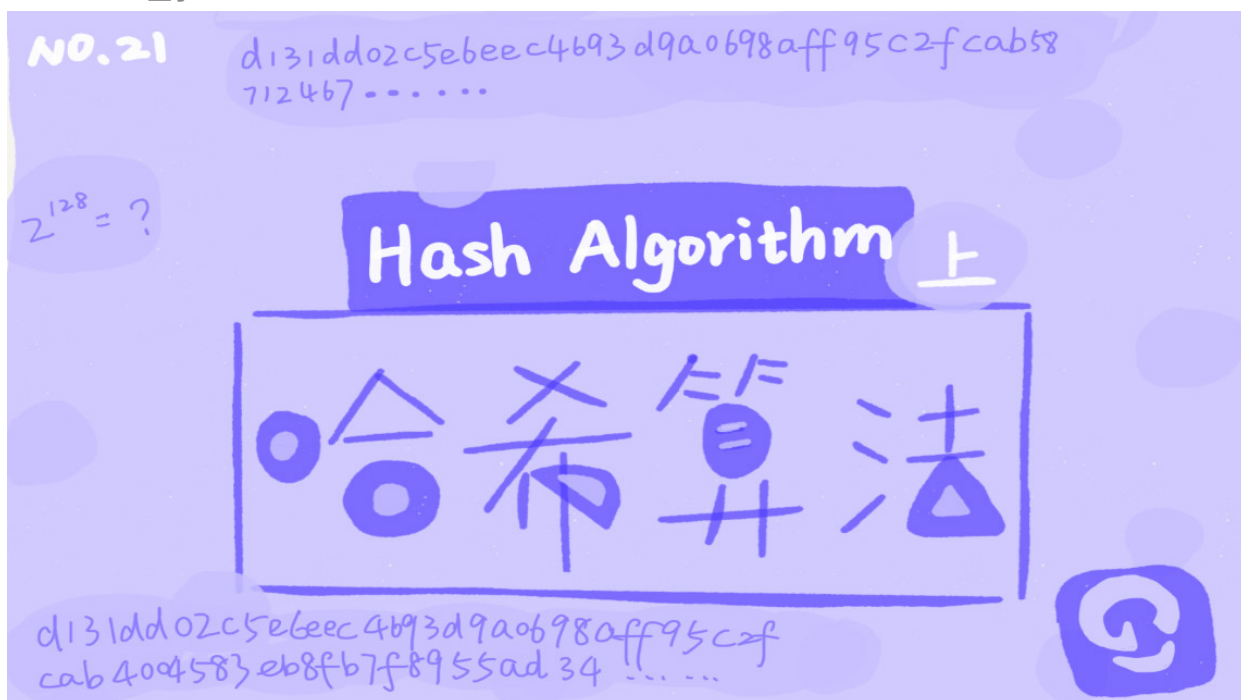 NO.21
d131dd02c5e6eec4693d9a0698aff95c2fcab58
712467......
2^128 = ?
Hash Algorithm 上
哈希算法
d131dd02c5e6eec4693d9a0698aff95c2f
cab4004583eb8fb7f8955ad34 ......